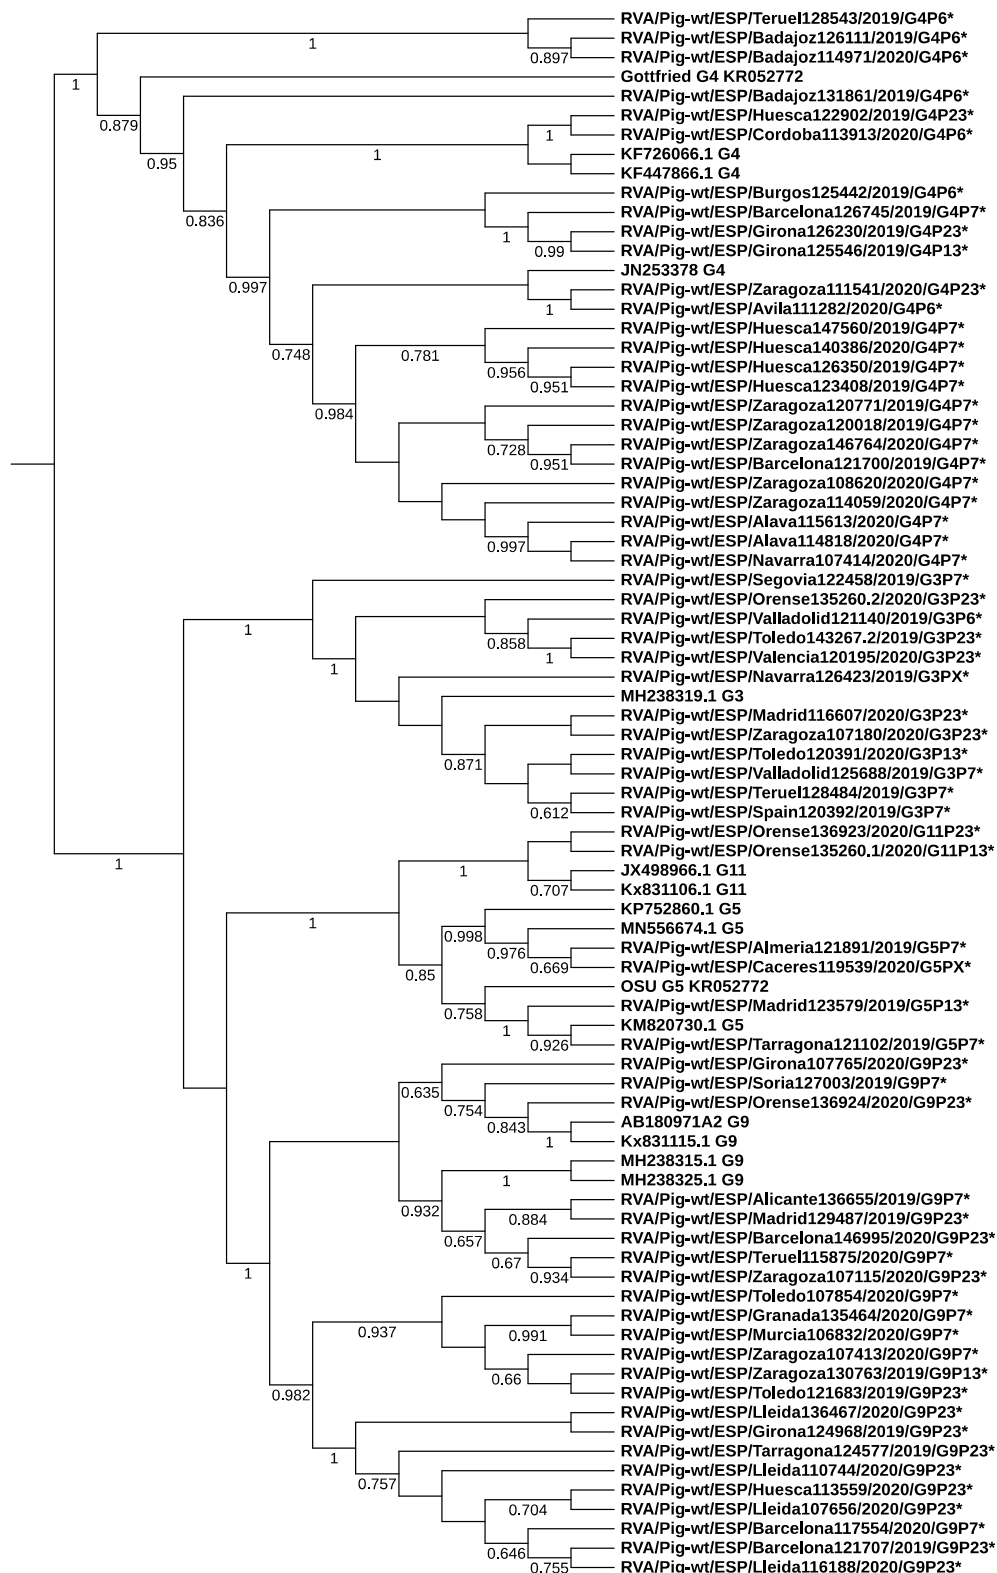 RVA/Pig-wt/ESP/Teruel128543/2019/G4P6*
1
RVA/Pig-wt/ESP/Badajoz126111/2019/G4P6*
0.897
RVA/Pig-wt/ESP/Badajoz114971/2020/G4P6*
1
Gottfried G4 KR052772
RVA/Pig-wt/ESP/Badajoz131861/2019/G4P6*
0.879
RVA/Pig-wt/ESP/Huesca122902/2019/G4P23*
1
RVA/Pig-wt/ESP/Cordoba113913/2020/G4P6*
0.95
1
KF726066.1 G4
KF447866.1 G4
RVA/Pig-wt/ESP/Burgos125442/2019/G4P6*
0.836
RVA/Pig-wt/ESP/Barcelona126745/2019/G4P7*
1
RVA/Pig-wt/ESP/Girona126230/2019/G4P23*
0.99
RVA/Pig-wt/ESP/Girona125546/2019/G4P13*
0.997
JN253378 G4
RVA/Pig-wt/ESP/Zaragoza111541/2020/G4P23*
1
RVA/Pig-wt/ESP/Avila111282/2020/G4P6*
RVA/Pig-wt/ESP/Huesca147560/2019/G4P7*
0.748
0.781
RVA/Pig-wt/ESP/Huesca140386/2020/G4P7*
0.956
RVA/Pig-wt/ESP/Huesca126350/2019/G4P7*
0.951
RVA/Pig-wt/ESP/Huesca123408/2019/G4P7*
0.984
RVA/Pig-wt/ESP/Zaragoza120771/2019/G4P7*
RVA/Pig-wt/ESP/Zaragoza120018/2019/G4P7*
0.728
RVA/Pig-wt/ESP/Zaragoza146764/2020/G4P7*
0.951
RVA/Pig-wt/ESP/Barcelona121700/2019/G4P7*
RVA/Pig-wt/ESP/Zaragoza108620/2020/G4P7*
RVA/Pig-wt/ESP/Zaragoza114059/2020/G4P7*
RVA/Pig-wt/ESP/Alava115613/2020/G4P7*
0.997
RVA/Pig-wt/ESP/Alava114818/2020/G4P7*
RVA/Pig-wt/ESP/Navarra107414/2020/G4P7*
RVA/Pig-wt/ESP/Segovia122458/2019/G3P7*
RVA/Pig-wt/ESP/Orense135260.2/2020/G3P23*
1
RVA/Pig-wt/ESP/Valladolid121140/2019/G3P6*
0.858
RVA/Pig-wt/ESP/Toledo143267.2/2019/G3P23*
1
RVA/Pig-wt/ESP/Valencia120195/2020/G3P23*
1
RVA/Pig-wt/ESP/Navarra126423/2019/G3PX*
MH238319.1 G3
RVA/Pig-wt/ESP/Madrid116607/2020/G3P23*
RVA/Pig-wt/ESP/Zaragoza107180/2020/G3P23*
RVA/Pig-wt/ESP/Toledo120391/2020/G3P13*
0.871
RVA/Pig-wt/ESP/Valladolid125688/2019/G3P7*
RVA/Pig-wt/ESP/Teruel128484/2019/G3P7*
0.612
RVA/Pig-wt/ESP/Spain120392/2019/G3P7*
RVA/Pig-wt/ESP/Orense136923/2020/G11P23*
RVA/Pig-wt/ESP/Orense135260.1/2020/G11P13*
1
1
JX498966.1 G11
0.707
Kx831106.1 G11
KP752860.1 G5
1
MN556674.1 G5
0.998
RVA/Pig-wt/ESP/Almeria121891/2019/G5P7*
0.976
RVA/Pig-wt/ESP/Caceres119539/2020/G5PX*
0.669
0.85
OSU G5 KR052772
RVA/Pig-wt/ESP/Madrid123579/2019/G5P13*
0.758
KM820730.1 G5
1
RVA/Pig-wt/ESP/Tarragona121102/2019/G5P7*
0.926
RVA/Pig-wt/ESP/Girona107765/2020/G9P23*
RVA/Pig-wt/ESP/Soria127003/2019/G9P7*
0.635
RVA/Pig-wt/ESP/Orense136924/2020/G9P23*
0.754
AB180971A2 G9
0.843
Kx831115.1 G9
1
MH238315.1 G9
MH238325.1 G9
1
RVA/Pig-wt/ESP/Alicante136655/2019/G9P7*
0.932
RVA/Pig-wt/ESP/Madrid129487/2019/G9P23*
0.884
RVA/Pig-wt/ESP/Barcelona146995/2020/G9P23*
0.657
RVA/Pig-wt/ESP/Teruel115875/2020/G9P7*
0.67
RVA/Pig-wt/ESP/Zaragoza107115/2020/G9P23*
0.934
1
RVA/Pig-wt/ESP/Toledo107854/2020/G9P7*
RVA/Pig-wt/ESP/Granada135464/2020/G9P7*
0.937
RVA/Pig-wt/ESP/Murcia106832/2020/G9P7*
0.991
RVA/Pig-wt/ESP/Zaragoza107413/2020/G9P7*
0.66
RVA/Pig-wt/ESP/Zaragoza130763/2019/G9P13*
RVA/Pig-wt/ESP/Toledo121683/2019/G9P23*
0.982
RVA/Pig-wt/ESP/Lleida136467/2020/G9P23*
RVA/Pig-wt/ESP/Girona124968/2019/G9P23*
RVA/Pig-wt/ESP/Tarragona124577/2019/G9P23*
1
RVA/Pig-wt/ESP/Lleida110744/2020/G9P23*
0.757
RVA/Pig-wt/ESP/Huesca113559/2020/G9P23*
RVA/Pig-wt/ESP/Lleida107656/2020/G9P23*
0.704
RVA/Pig-wt/ESP/Barcelona117554/2020/G9P7*
RVA/Pig-wt/ESP/Barcelona121707/2019/G9P23*
0.646
RVA/Pig-wt/ESP/Lleida116188/2020/G9P23*
0.755